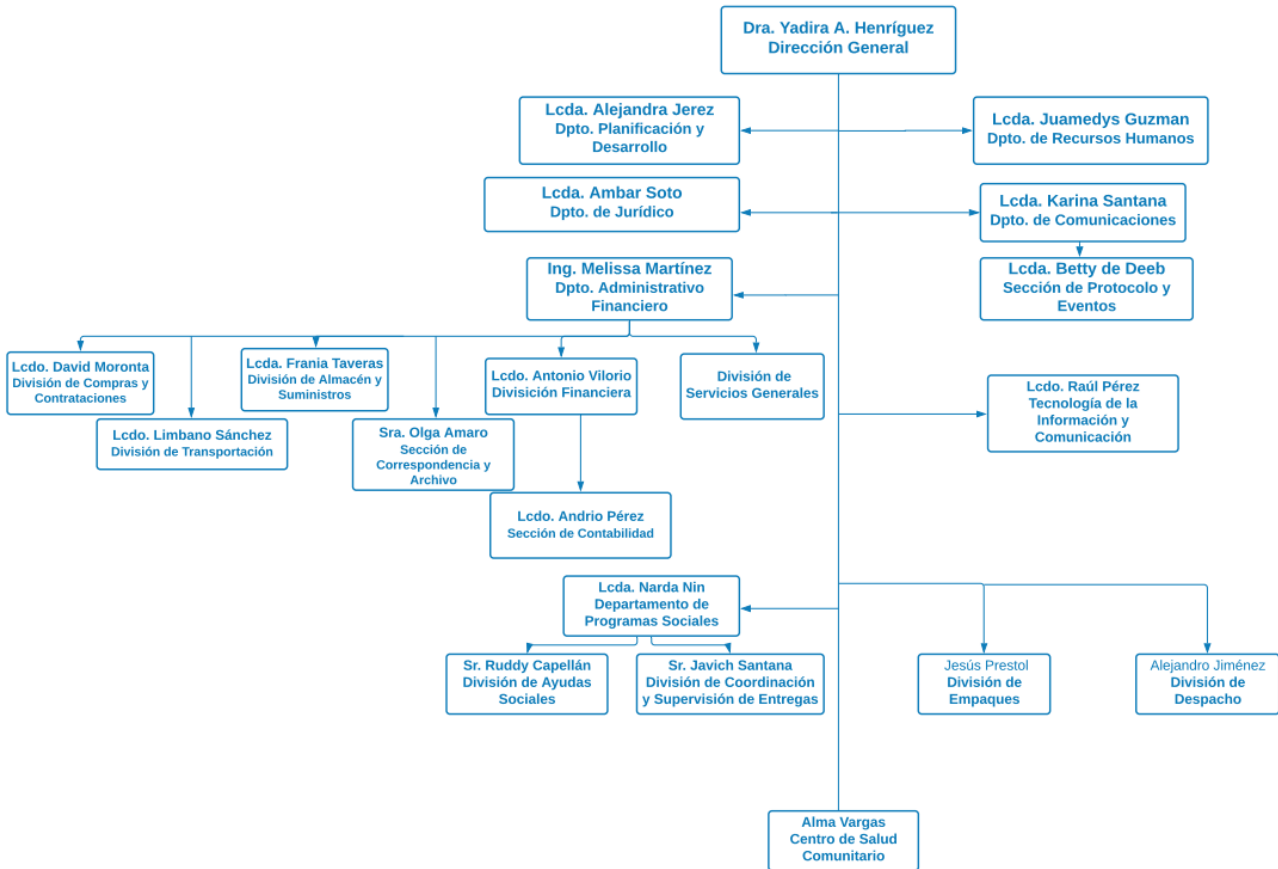 Dra. Yadira A. Henríguez
Dirección General
Lcda. Alejandra Jerez
Dpto. Planificación y
Desarrollo
Lcda. Juamedys Guzman
Dpto. de Recursos Humanos
Lcda. Ambar Soto
Dpto. de Jurídico
Lcda. Karina Santana
Dpto. de Comunicaciones
Ing. Melissa Martínez
Dpto. Administrativo
Financiero
Lcda. Betty de Deeb
Sección de Protocolo y
Eventos
Lcdo. David Moronta
División de Compras y
Contrataciones
Lcda. Frania Taveras
División de Almacén y
Suministros
Lcdo. Antonio Vilorio
Divisición Financiera
División de
Servicios Generales
Lcdo. Raúl Pérez
Tecnología de la
Información y
Comunicación
Lcdo. Limbano Sánchez
División de Transportación
Sra. Olga Amaro
Sección de
Correspondencia y
Archivo
Lcdo. Andrio Pérez
Sección de Contabilidad
Lcda. Narda Nin
Departamento de
Programas Sociales
Sr. Ruddy Capellán
División de Ayudas
Sociales
Sr. Javich Santana
División de Coordinación
y Supervisión de Entregas
Jesús Prestol
División de
Empaques
Alejandro Jiménez
División de
Despacho
Alma Vargas
Centro de Salud
Comunitario